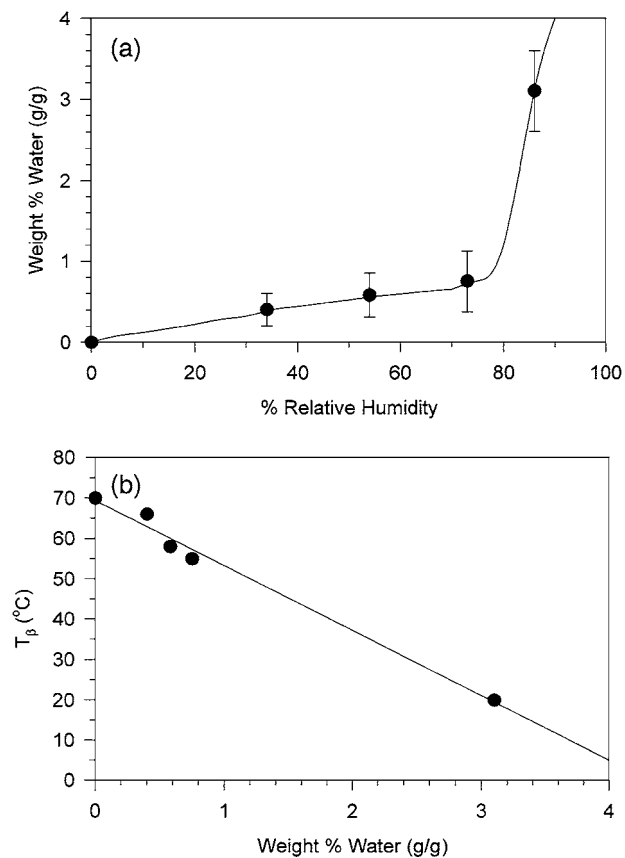 (a)
Weight % Water (g/g)
4
3
2
1
0
0 20 40 60 80 100
% Relative Humidity
(b)
T_β (°C)
80
70
60
50
40
30
20
10
0
0 1 2 3 4
Weight % Water (g/g)